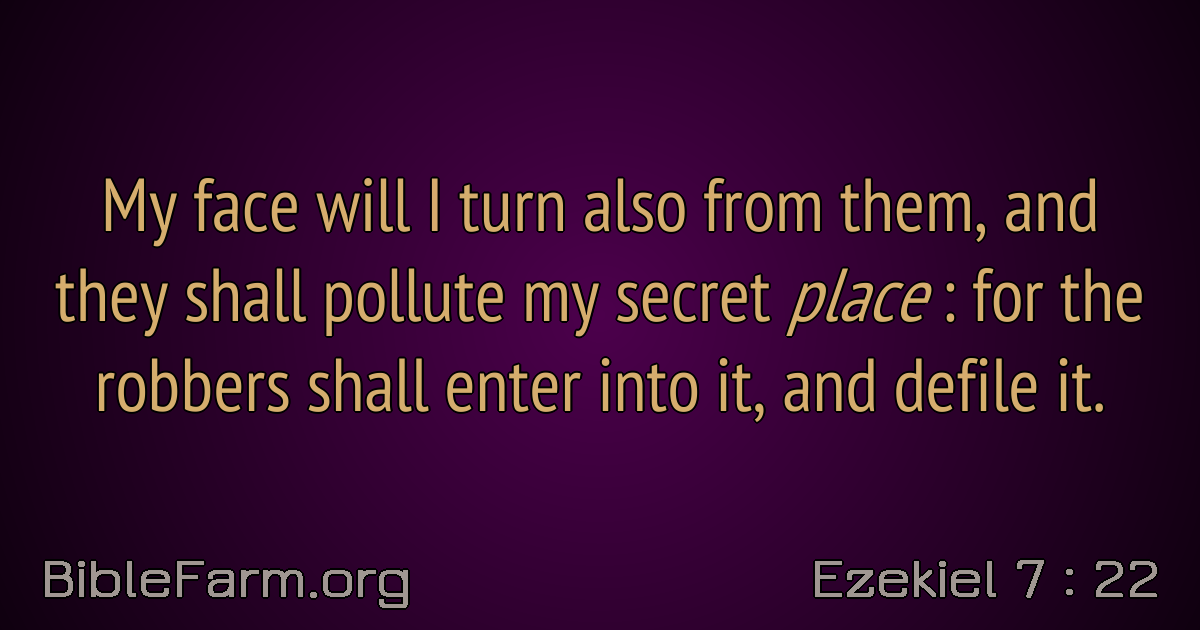 My face will I turn also from them, and
they shall pollute my secret place : for the
robbers shall enter into it, and defile it.
BibleFarm.org
Ezekiel 7 : 22